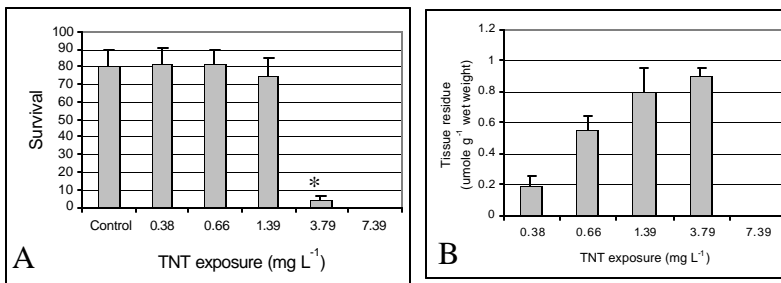 100
90
80
70
60
50
40
30
20
10
0
Survival
*
Control 0.38 0.66 1.39 3.79 7.39
TNT exposure (mg L⁻¹)
A
1.2
1
0.8
0.6
0.4
0.2
0
Tissue residue
(umole g⁻¹ wet weight)
0.38 0.66 1.39 3.79 7.39
TNT exposure (mg L⁻¹)
B